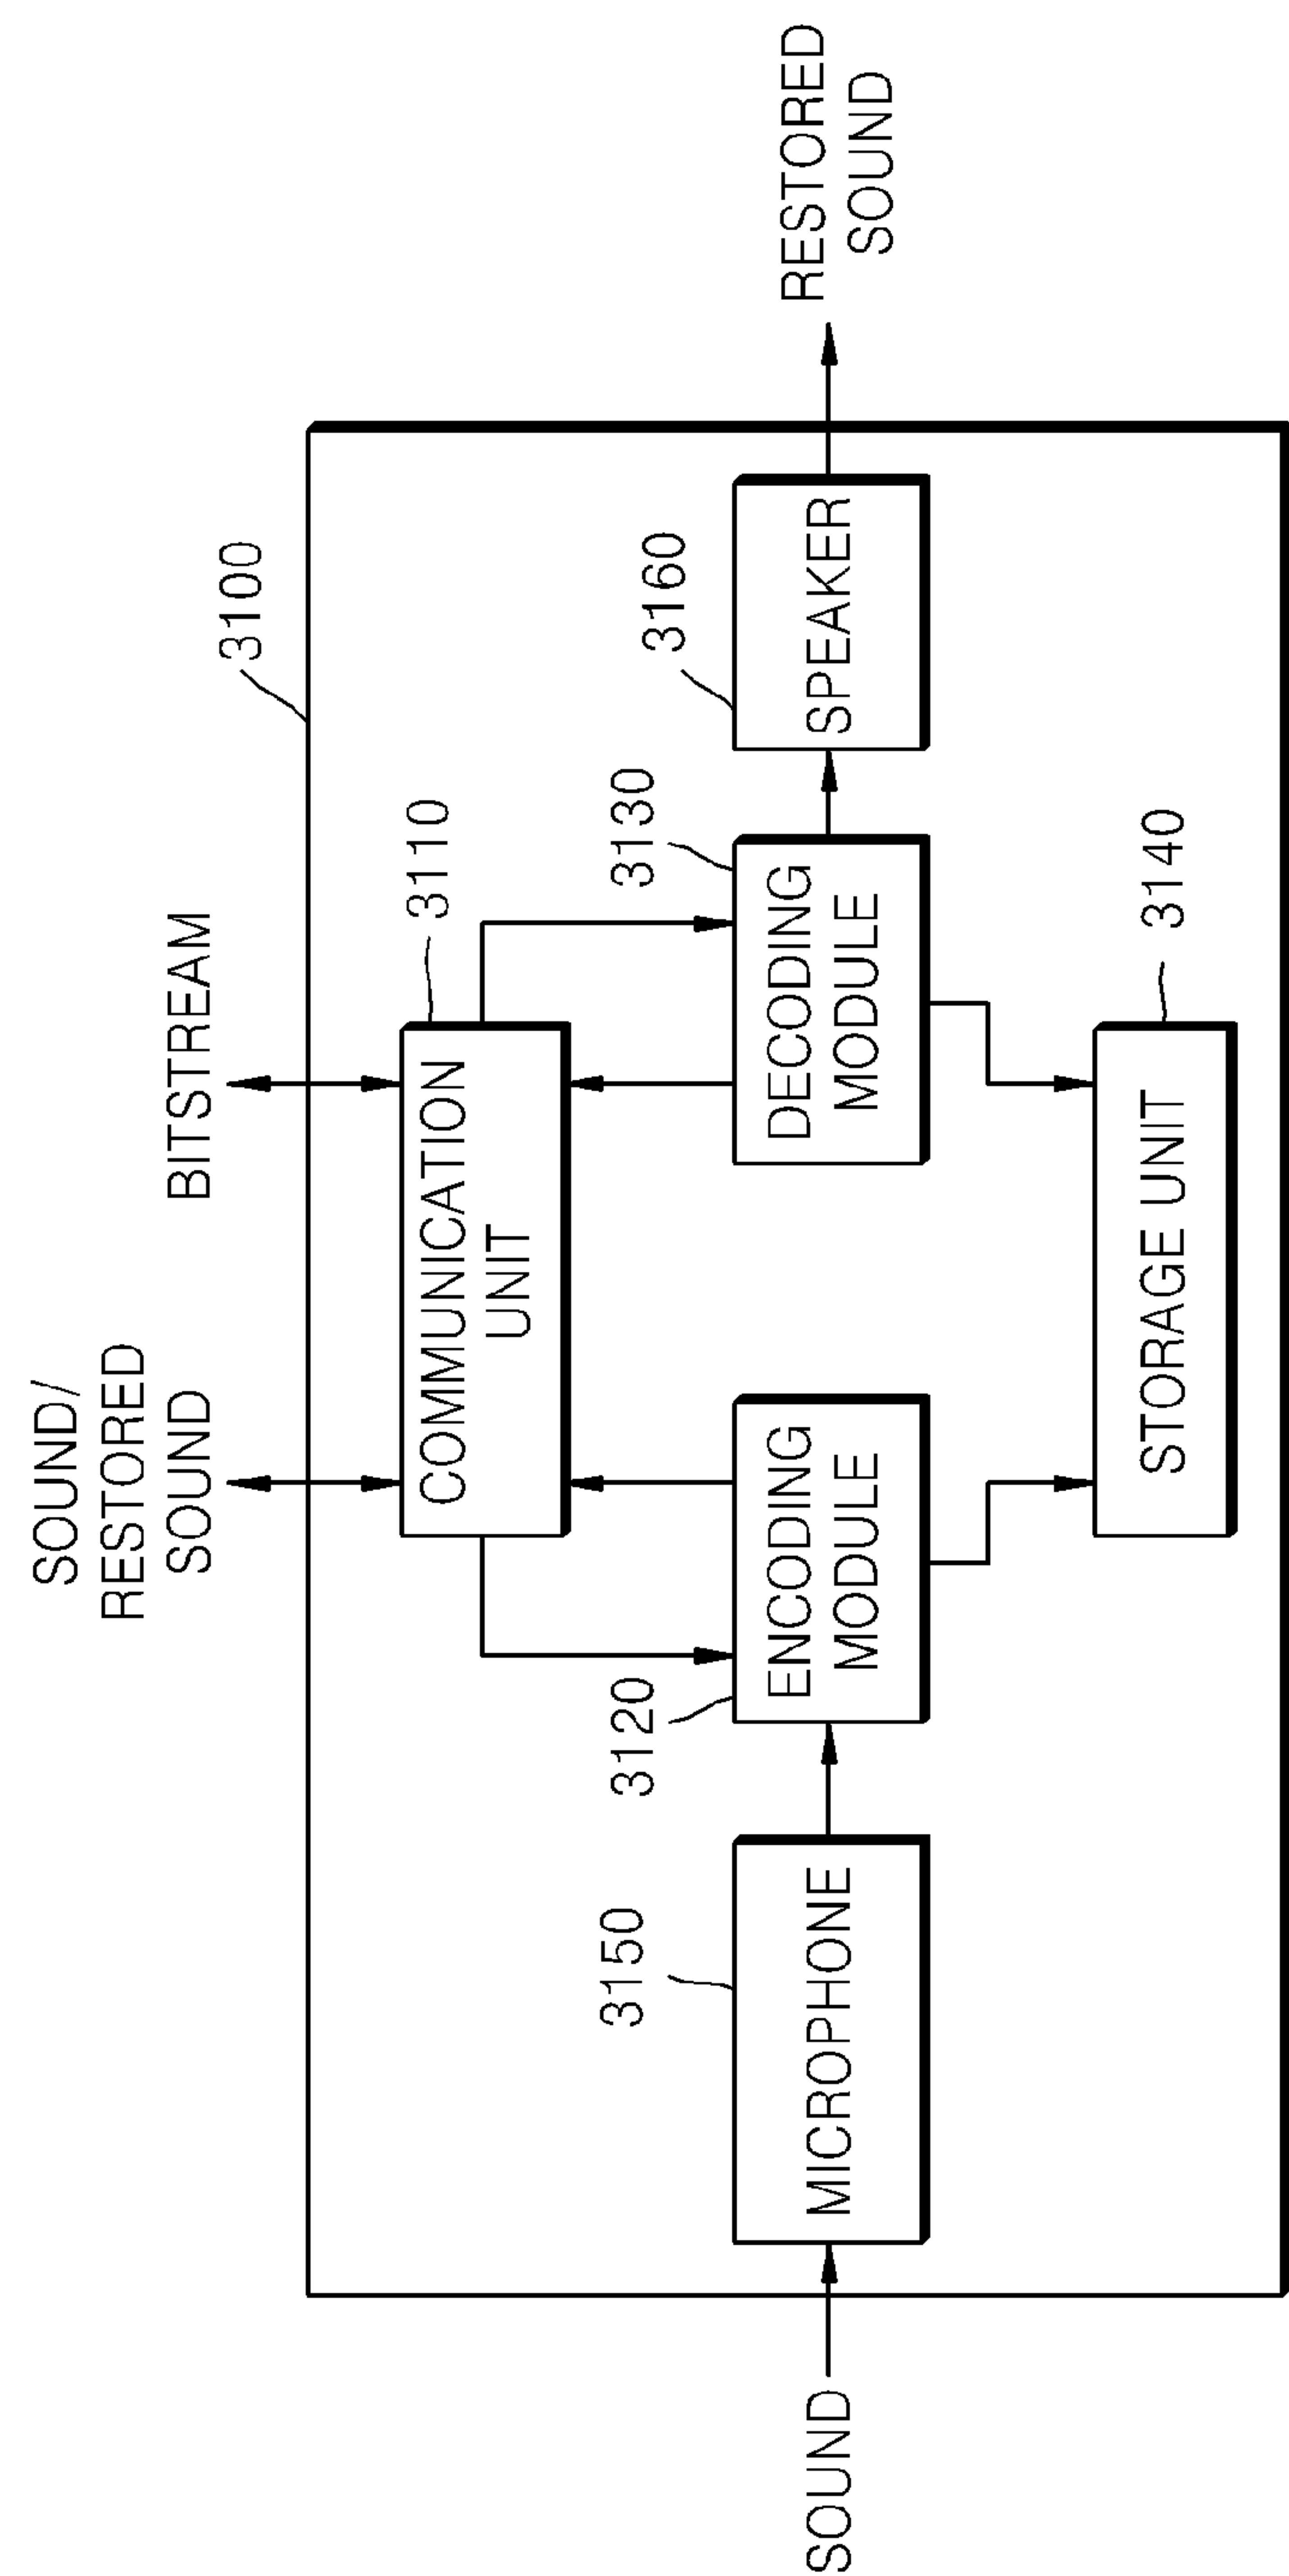 SOUND/
RESTORED
SOUND
BITSTREAM
3100
COMMUNICATION
UNIT
3110
3150
MICROPHONE
3120
ENCODING
MODULE
3130
DECODING
MODULE
3160
SPEAKER
SOUND
RESTORED
SOUND
STORAGE UNIT
3140